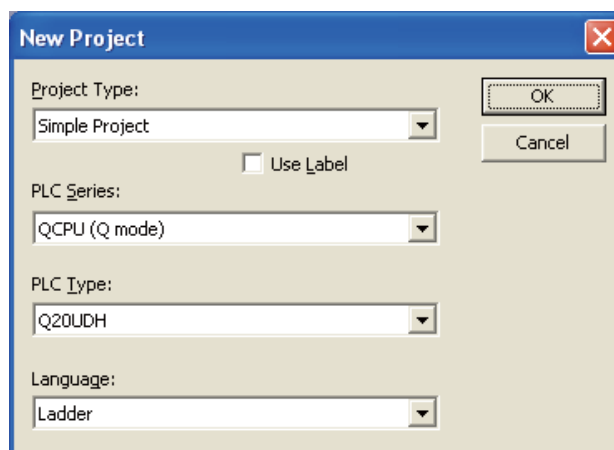 New Project
Project Type:
OK
Simple Project
Cancel
Use Label
PLC Series:
QCPU (Q mode)
PLC Type:
Q20UDH
Language:
Ladder